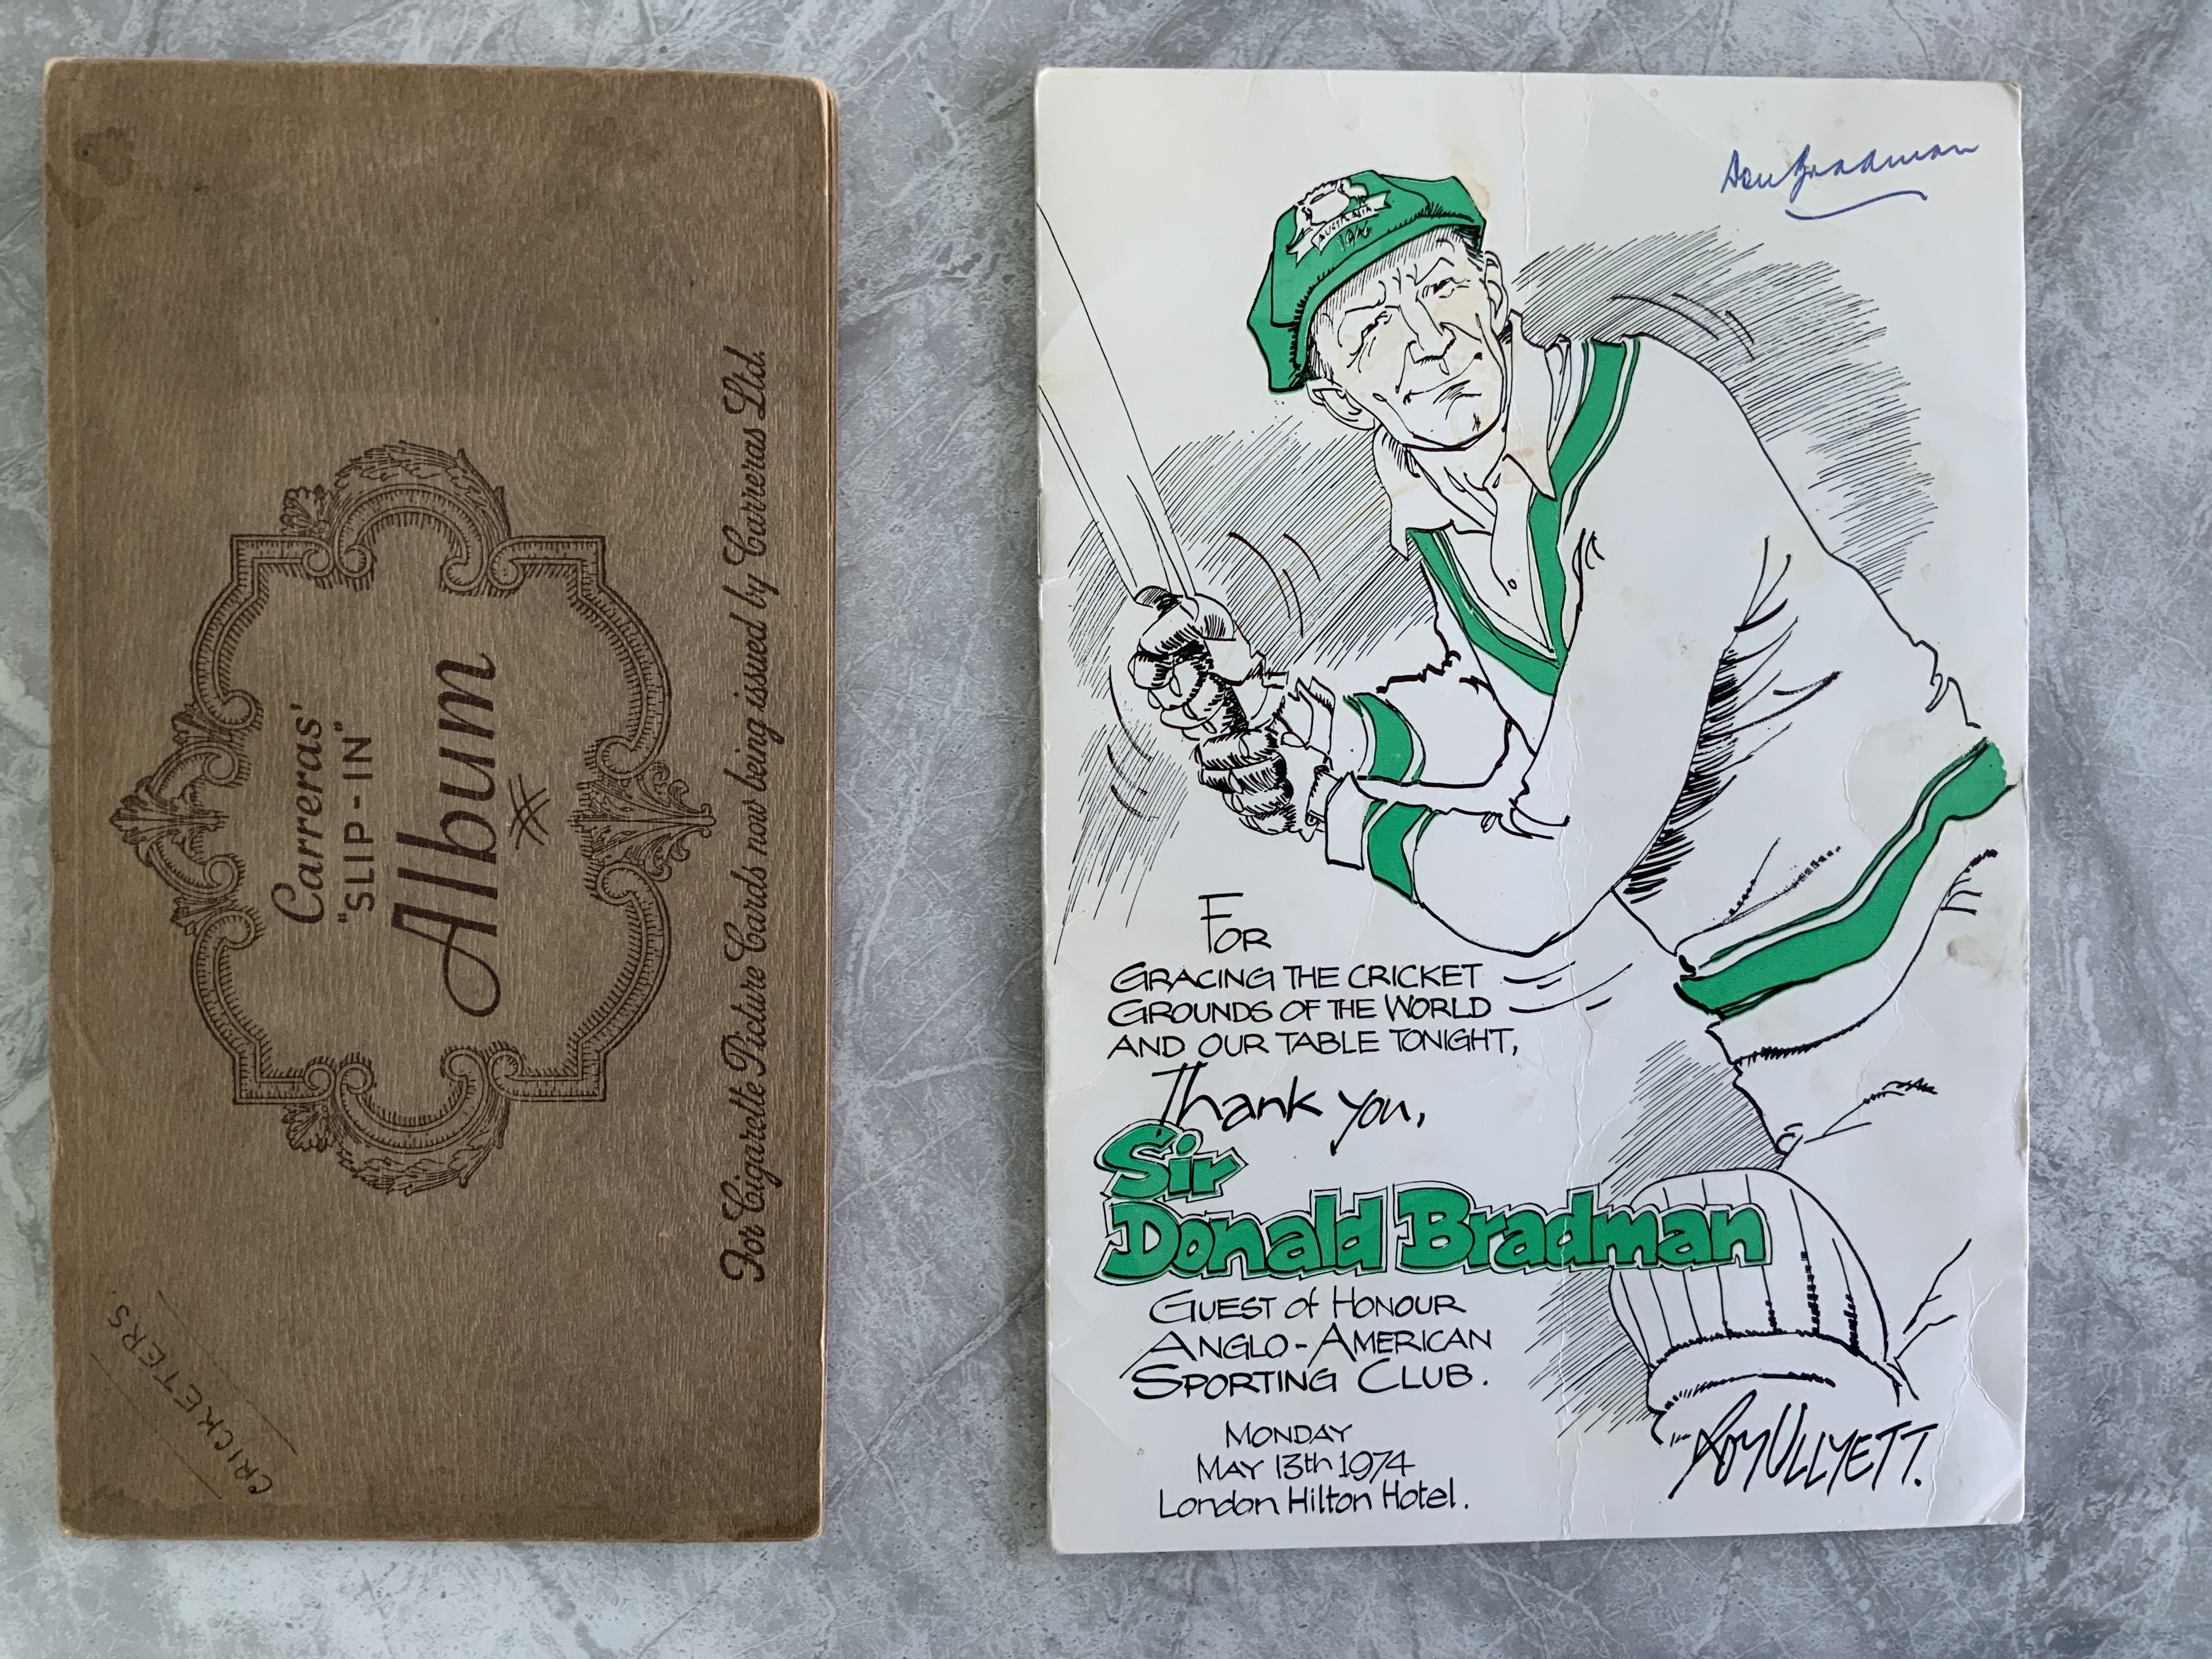 Carreras'
"SLIP-IN"
Album
For Cigarette Picture Cards now being issued by Carreras Ltd.
CRICKETERS.
Don Bradman
AUSTRALIA
FOR
GRACING THE CRICKET
GROUNDS OF THE WORLD
AND OUR TABLE TONIGHT,
Thank you,
Sir
Donald Bradman
GUEST of HONOUR
ANGLO-AMERICAN
SPORTING CLUB.
MONDAY
MAY 13th 1974
London Hilton Hotel.
ROY ULLYETT.